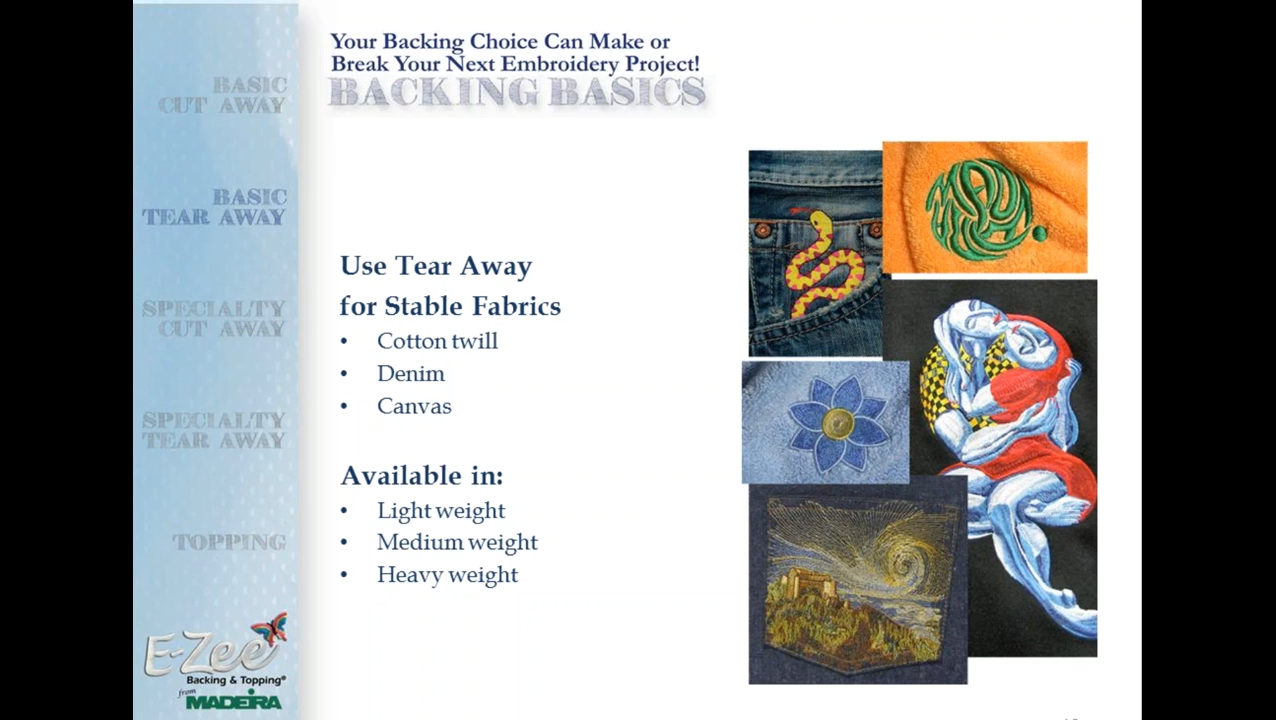 Your Backing Choice Can Make or
Break Your Next Embroidery Project!
BACKING BASICS
BASIC
CUT AWAY
BASIC
TEAR AWAY
SPECIALTY
CUT AWAY
SPECIALTY
TEAR AWAY
TOPPING
E-Zee
Backing & Topping®
from
MADEIRA
Use Tear Away
for Stable Fabrics
• Cotton twill
• Denim
• Canvas
Available in:
• Light weight
• Medium weight
• Heavy weight